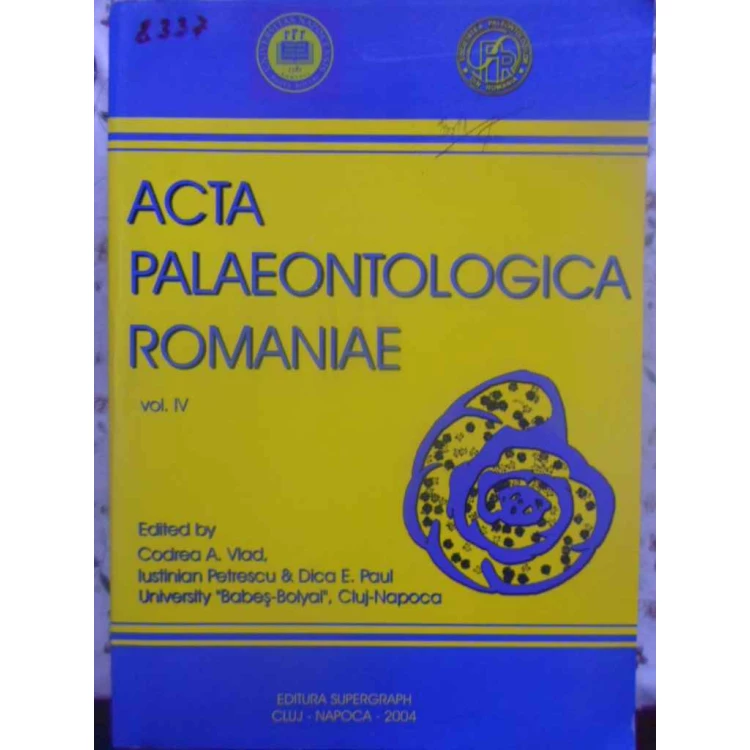 8337
ACTA
PALAEONTOLOGICA
ROMANIAE
vol. IV
Edited by
Codrea A. Vlad,
Iustinian Petrescu & Dica E. Paul
University "Babeş-Bolyai", Cluj-Napoca
EDITURA SUPERGRAPH
CLUJ - NAPOCA - 2004